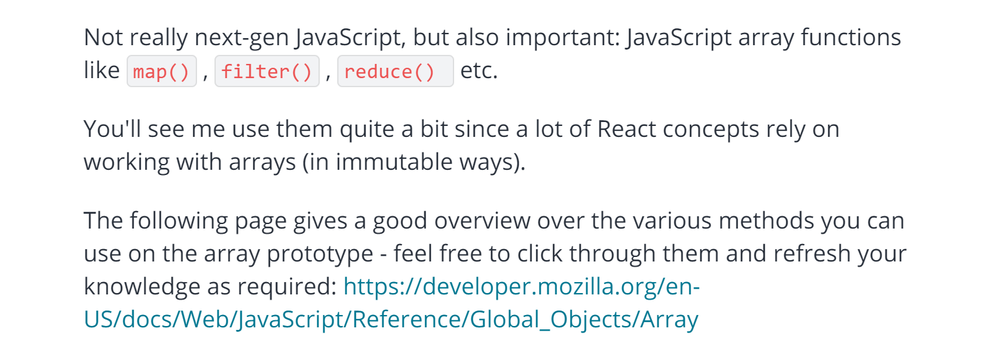 Not really next-gen JavaScript, but also important: JavaScript array functions
like map() , filter() , reduce() etc.
You'll see me use them quite a bit since a lot of React concepts rely on
working with arrays (in immutable ways).
The following page gives a good overview over the various methods you can
use on the array prototype - feel free to click through them and refresh your
knowledge as required: https://developer.mozilla.org/en-
US/docs/Web/JavaScript/Reference/Global_Objects/Array